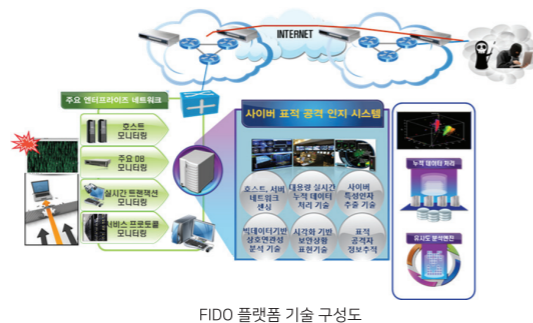 INTERNET
주요 엔터프라이즈 네트워크
호스트
모니터링
주요 DB
모니터링
실시간 트랜잭션
모니터링
서비스 프로토콜
모니터링
사이버 표적 공격 인지 시스템
호스트, 서버
네트워크
센싱
대용량 실시간
누적 데이터
처리 기술
사이버
특성인자
추출 기술
빅데이터기반
상호연관성
분석 기술
시각화 기반
보안상황
표현기술
표적
공격자
정보추적
누적 데이터 처리
유사도 분석엔진
FIDO 플랫폼 기술 구성도